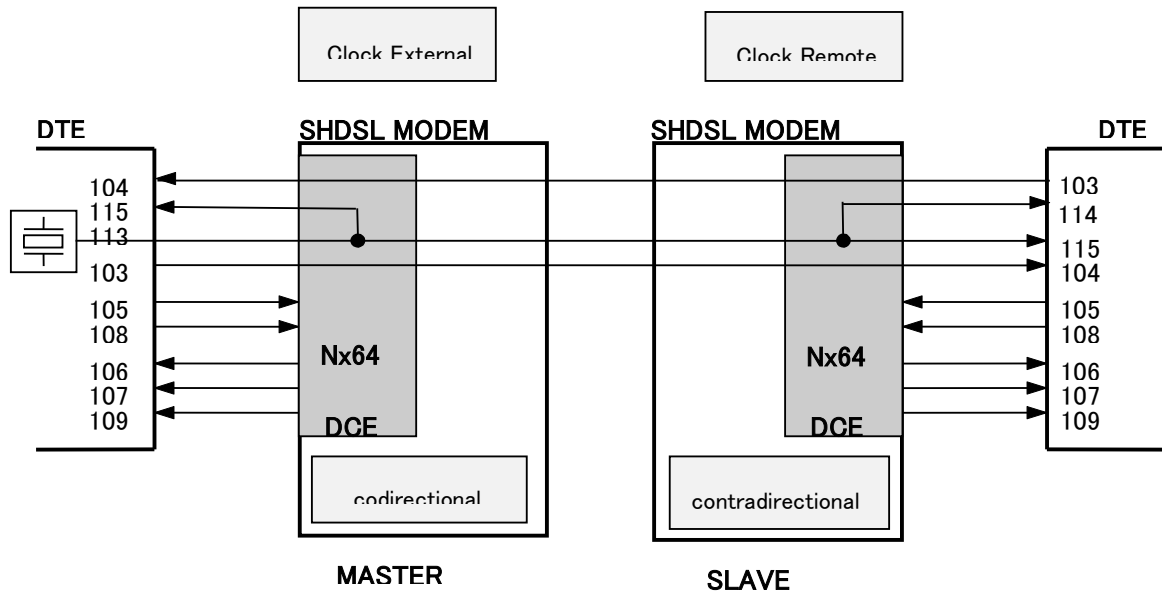 Clock External
Clock Remote
DTE
SHDSL MODEM
SHDSL MODEM
DTE
104
115
113
103
105
108
106
107
109
Nx64
DCE
codirectional
MASTER
Nx64
DCE
contradirectional
SLAVE
103
114
115
104
105
108
106
107
109